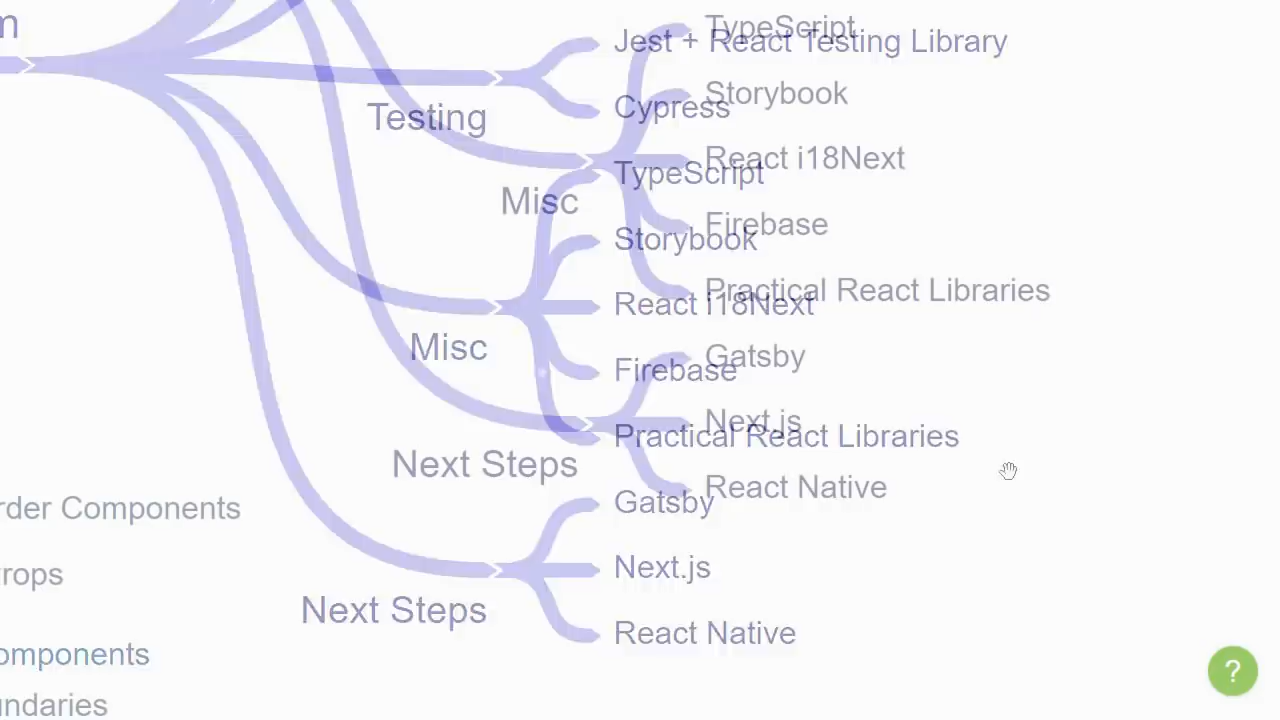 m
TypeScript
Jest + React Testing Library
Storybook
Cypress
Testing
React i18Next
TypeScript
Misc
Firebase
Storybook
Practical React Libraries
React i18Next
Misc
Gatsby
Firebase
Next.js
Practical React Libraries
Next Steps
React Native
Gatsby
rder Components
Next.js
rops
Next Steps
React Native
omponents
ndaries
?